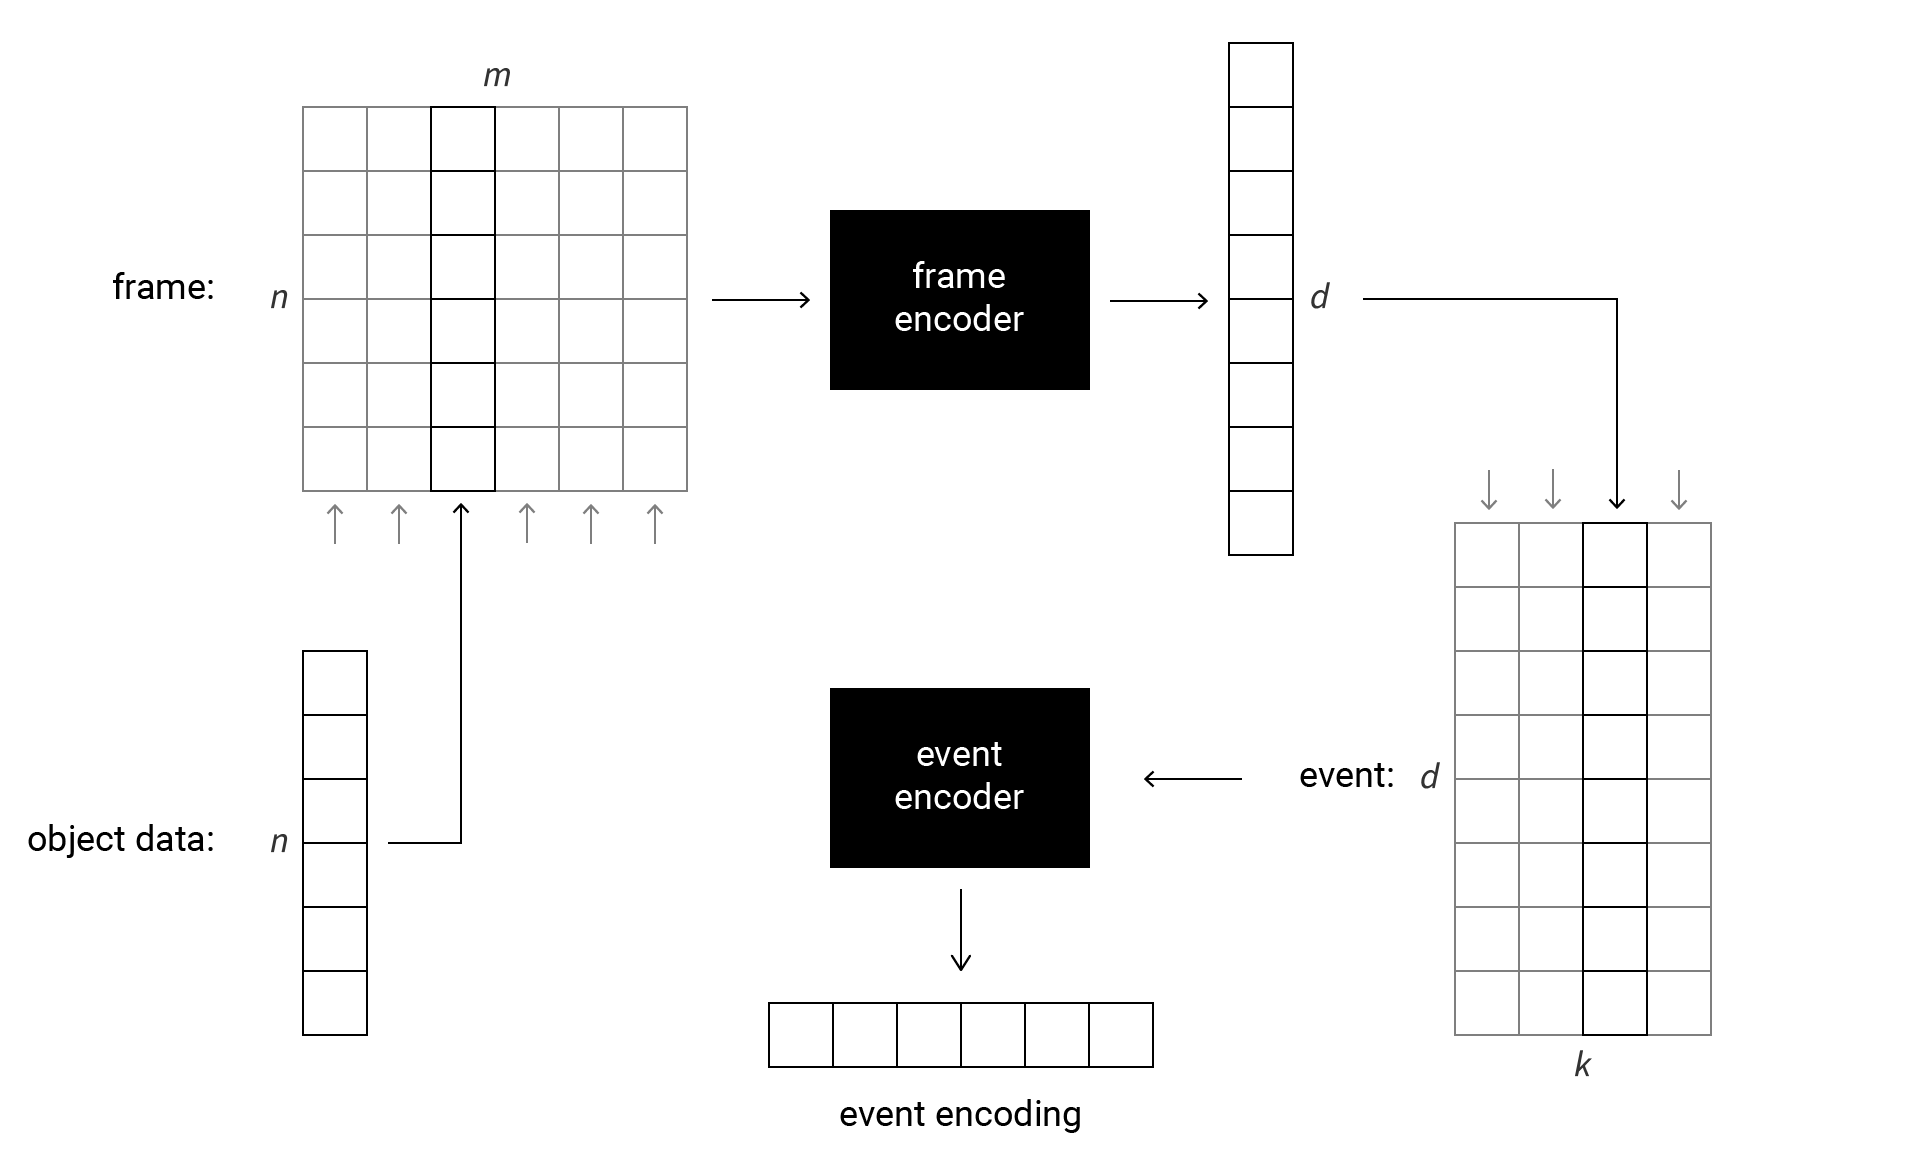 m
frame:
n
frame
encoder
d
object data:
n
event
encoder
event:
d
k
event encoding